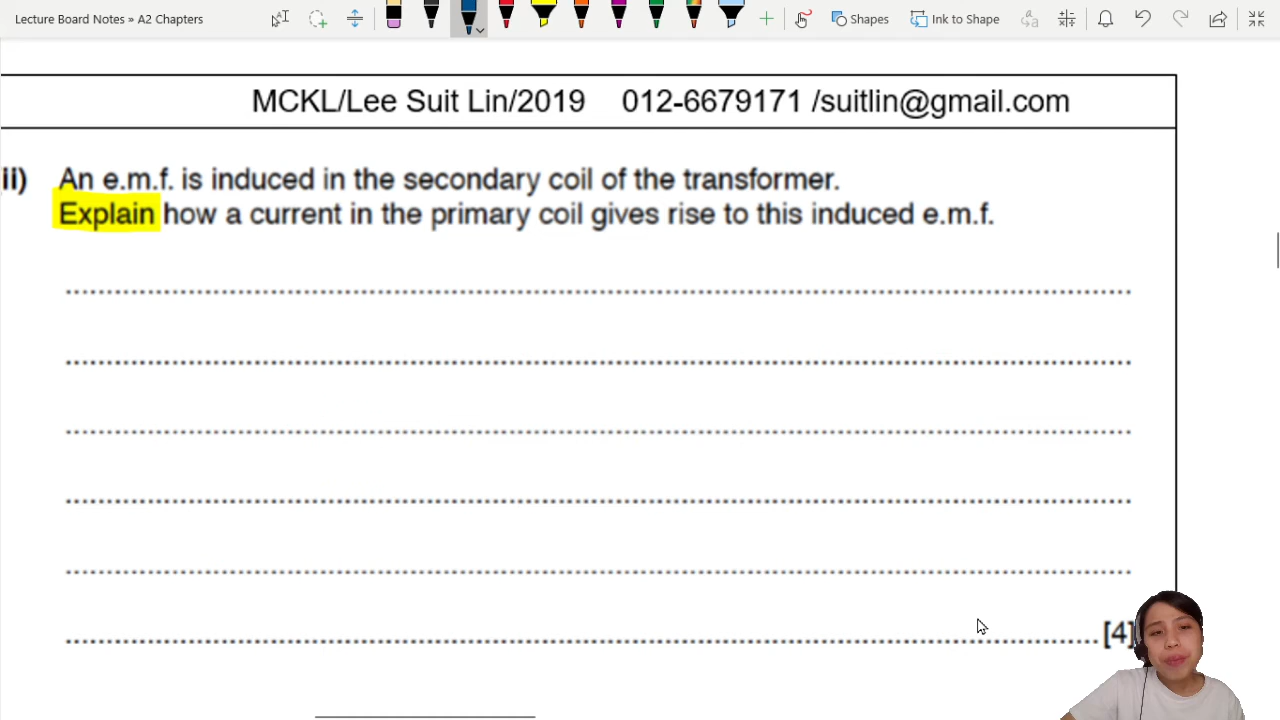 Lecture Board Notes » A2 Chapters
Shapes
Ink to Shape
MCKL/Lee Suit Lin/2019 012-6679171 /suitlin@gmail.com
ii) An e.m.f. is induced in the secondary coil of the transformer.
Explain how a current in the primary coil gives rise to this induced e.m.f.
[4]